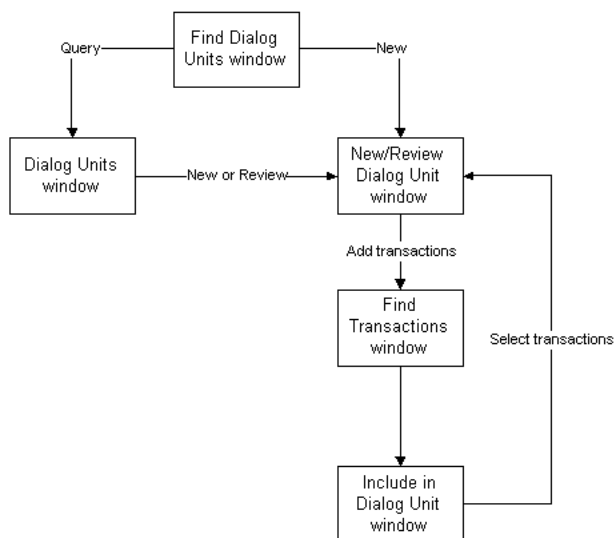 Find Dialog
Units window
Query
New
Dialog Units
window
New or Review
New/Review
Dialog Unit
window
Add transactions
Find
Transactions
window
Select transactions
Include in
Dialog Unit
window